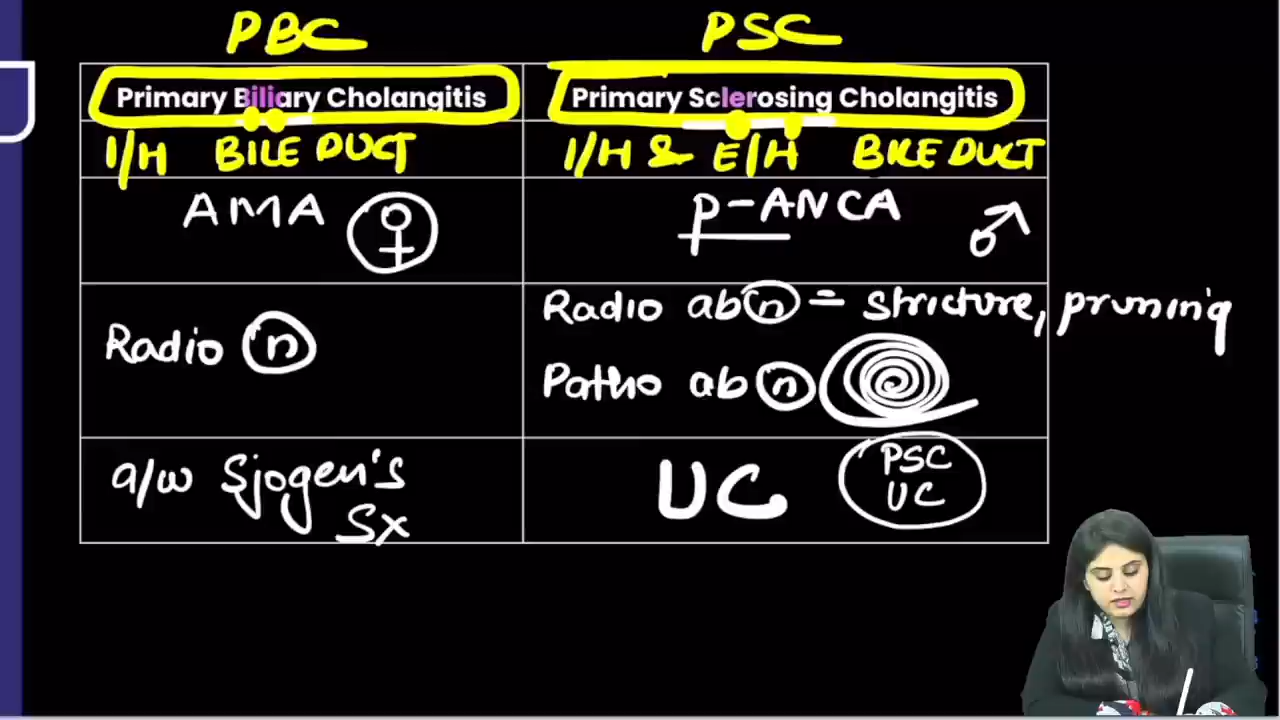 PBC
PSC
Primary Biliary Cholangitis
Primary Sclerosing Cholangitis
I/H BILE DUCT
I/H & E/H BILE DUCT
AMA
p-ANCA
Radio n
Radio abn = stricture, pruning
Patho abn
a/w Sjogen's
Sx
UC
PSC
UC